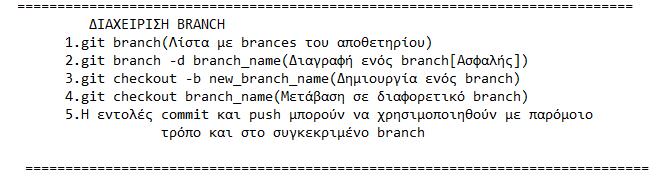 =============================================================================
ΔΙΑΧΕΙΡΙΣΗ BRANCH
1.git branch(Λίστα με brances του αποθετηρίου)
2.git branch -d branch_name(Διαγραφή ενός branch[Ασφαλής])
3.git checkout -b new_branch_name(Δημιουργία ενός branch)
4.git checkout branch_name(Μετάβαση σε διαφορετικό branch)
5.Η εντολές commit και push μπορούν να χρησιμοποιηθούν με παρόμοιο
τρόπο και στο συγκεκριμένο branch
==============================================================================